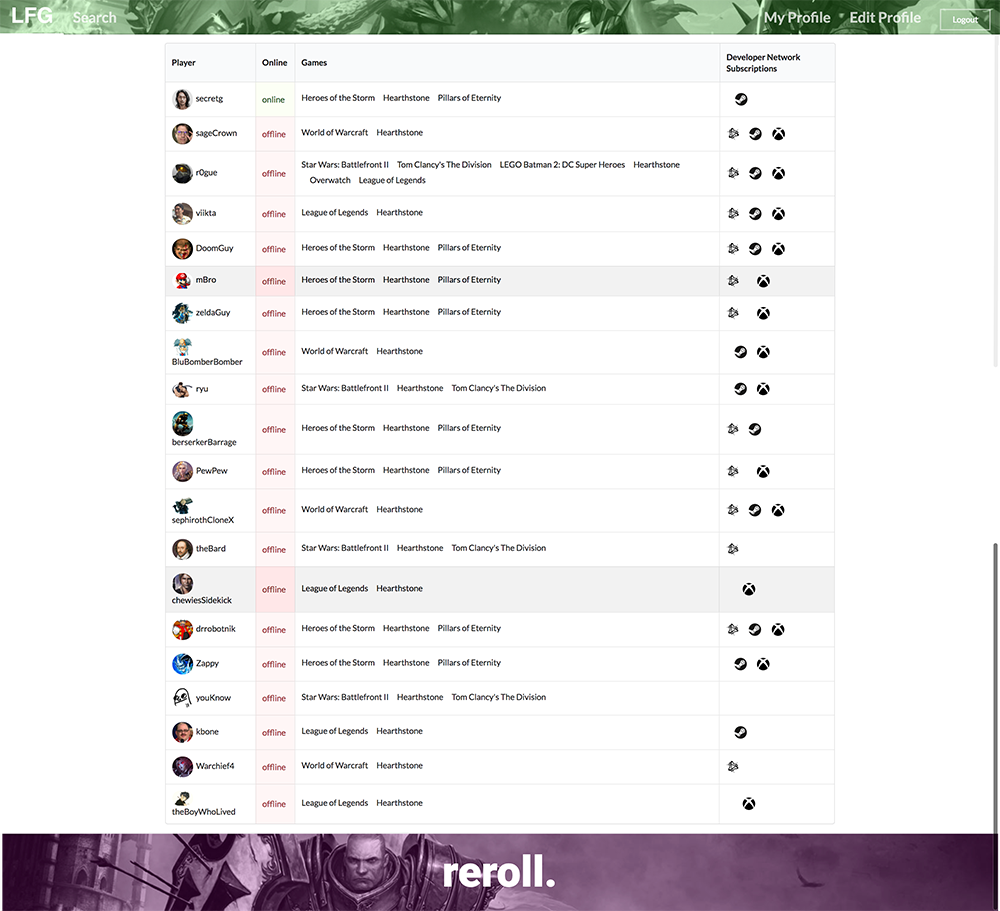 LFG Search My Profile Edit Profile Logout
Player Online Games Developer Network
Subscriptions
secretg online Heroes of the Storm Hearthstone Pillars of Eternity
sageCrown offline World of Warcraft Hearthstone
r0gue offline Star Wars: Battlefront II Tom Clancy's The Division LEGO Batman 2: DC Super Heroes Hearthstone
Overwatch League of Legends
viikta offline League of Legends Hearthstone
DoomGuy offline Heroes of the Storm Hearthstone Pillars of Eternity
mBro offline Heroes of the Storm Hearthstone Pillars of Eternity
zeldaGuy offline Heroes of the Storm Hearthstone Pillars of Eternity
BluBomberBomber offline World of Warcraft Hearthstone
ryu offline Star Wars: Battlefront II Hearthstone Tom Clancy's The Division
berserkerBarrage offline Heroes of the Storm Hearthstone Pillars of Eternity
PewPew offline Heroes of the Storm Hearthstone Pillars of Eternity
sephirothCloneX offline World of Warcraft Hearthstone
theBard offline Star Wars: Battlefront II Hearthstone Tom Clancy's The Division
chewiesSidekick offline League of Legends Hearthstone
drrobotnik offline Heroes of the Storm Hearthstone Pillars of Eternity
Zappy offline Heroes of the Storm Hearthstone Pillars of Eternity
youKnow offline Star Wars: Battlefront II Hearthstone Tom Clancy's The Division
kbone offline League of Legends Hearthstone
Warchief4 offline World of Warcraft Hearthstone
theBoyWhoLived offline League of Legends Hearthstone
reroll.